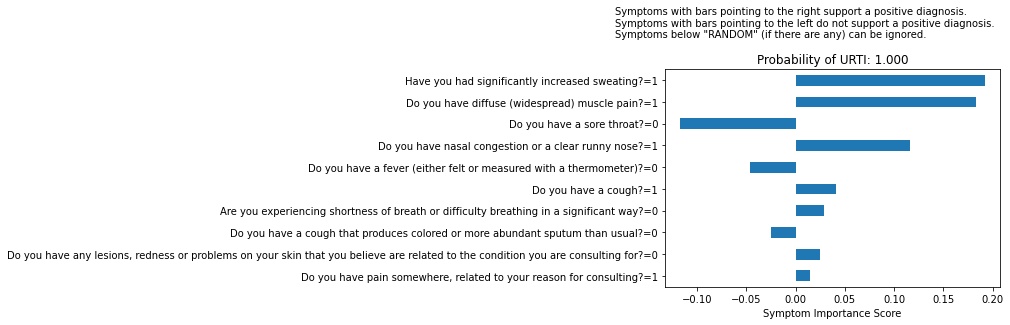 Symptoms with bars pointing to the right support a positive diagnosis.
Symptoms with bars pointing to the left do not support a positive diagnosis.
Symptoms below "RANDOM" (if there are any) can be ignored.
Probability of URTI: 1.000
Have you had significantly increased sweating?=1
Do you have diffuse (widespread) muscle pain?=1
Do you have a sore throat?=0
Do you have nasal congestion or a clear runny nose?=1
Do you have a fever (either felt or measured with a thermometer)?=0
Do you have a cough?=1
Are you experiencing shortness of breath or difficulty breathing in a significant way?=0
Do you have a cough that produces colored or more abundant sputum than usual?=0
Do you have any lesions, redness or problems on your skin that you believe are related to the condition you are consulting for?=0
Do you have pain somewhere, related to your reason for consulting?=1
−0.10 −0.05 0.00 0.05 0.10 0.15 0.20
Symptom Importance Score